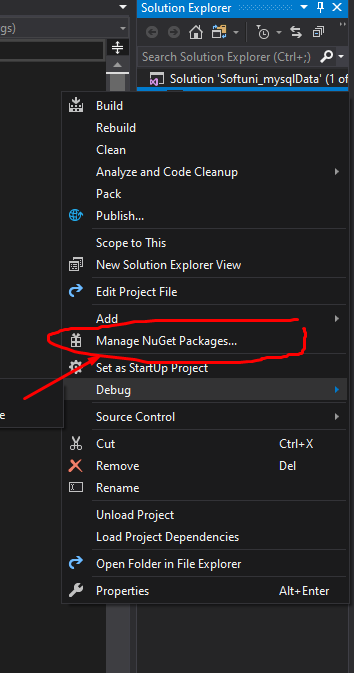 Solution Explorer
gs)
Search Solution Explorer (Ctrl+;)
Solution 'Softuni_mysqlData' (1 of
Build
Rebuild
Clean
Analyze and Code Cleanup
Pack
Publish...
Scope to This
New Solution Explorer View
Edit Project File
Add
Manage NuGet Packages...
Set as StartUp Project
Debug
e
Source Control
Cut Ctrl+X
Remove Del
Rename
Unload Project
Load Project Dependencies
Open Folder in File Explorer
Properties Alt+Enter